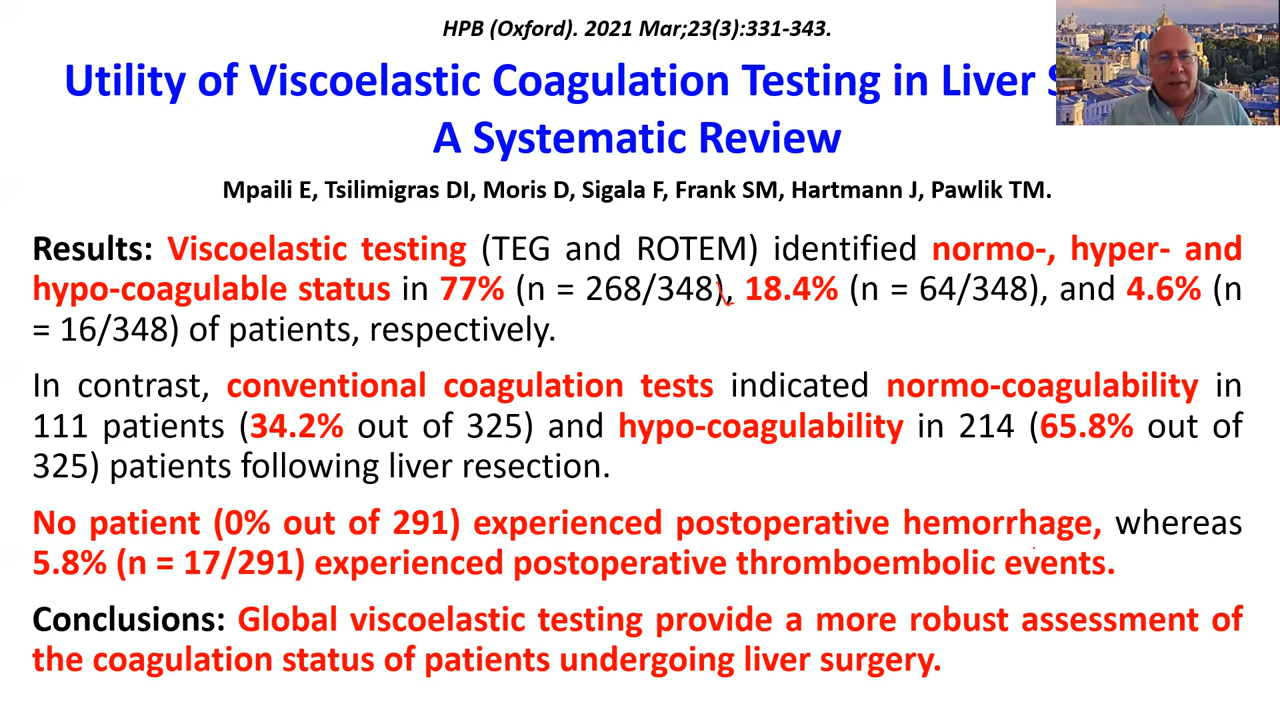 HPB (Oxford). 2021 Mar;23(3):331-343.
Utility of Viscoelastic Coagulation Testing in Liver
A Systematic Review
Mpaili E, Tsilimigras DI, Moris D, Sigala F, Frank SM, Hartmann J, Pawlik TM.
Results: Viscoelastic testing (TEG and ROTEM) identified normo-, hyper- and
hypo-coagulable status in 77% (n = 268/348), 18.4% (n = 64/348), and 4.6% (n
= 16/348) of patients, respectively.
In contrast, conventional coagulation tests indicated normo-coagulability in
111 patients (34.2% out of 325) and hypo-coagulability in 214 (65.8% out of
325) patients following liver resection.
No patient (0% out of 291) experienced postoperative hemorrhage, whereas
5.8% (n = 17/291) experienced postoperative thromboembolic events.
Conclusions: Global viscoelastic testing provide a more robust assessment of
the coagulation status of patients undergoing liver surgery.